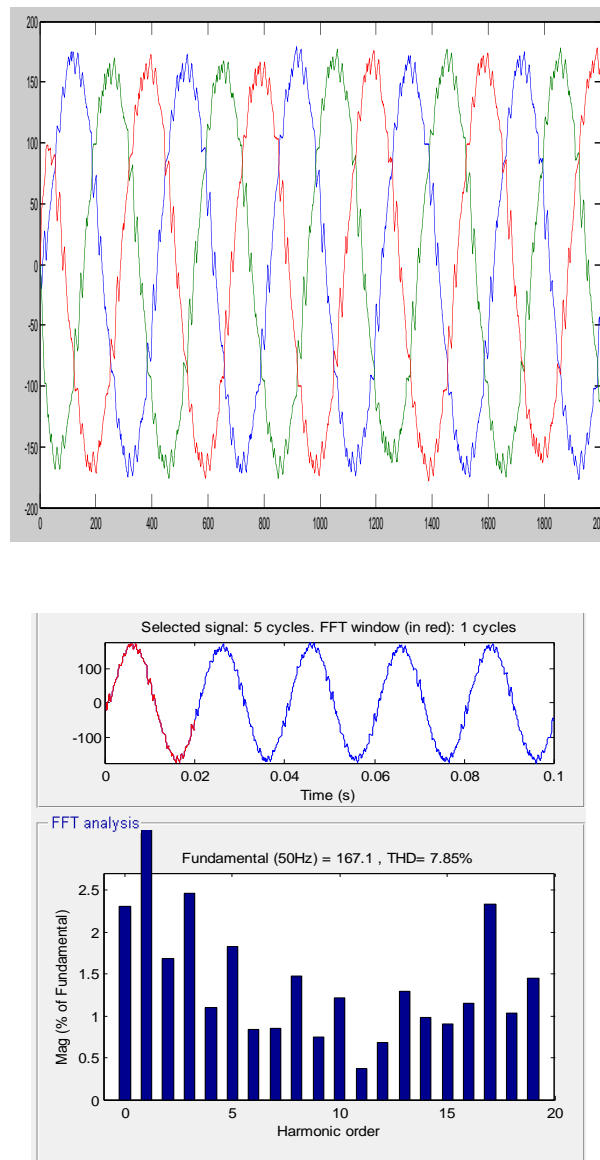 200
150
100
50
0
-50
-100
-150
-200
0 200 400 600 800 1000 1200 1400 1600 1800 2000
Selected signal: 5 cycles. FFT window (in red): 1 cycles
100
0
-100
0 0.02 0.04 0.06 0.08 0.1
Time (s)
FFT analysis
Fundamental (50Hz) = 167.1 , THD= 7.85%
2.5
2
1.5
1
0.5
0
Mag (% of Fundamental)
0 5 10 15 20
Harmonic order